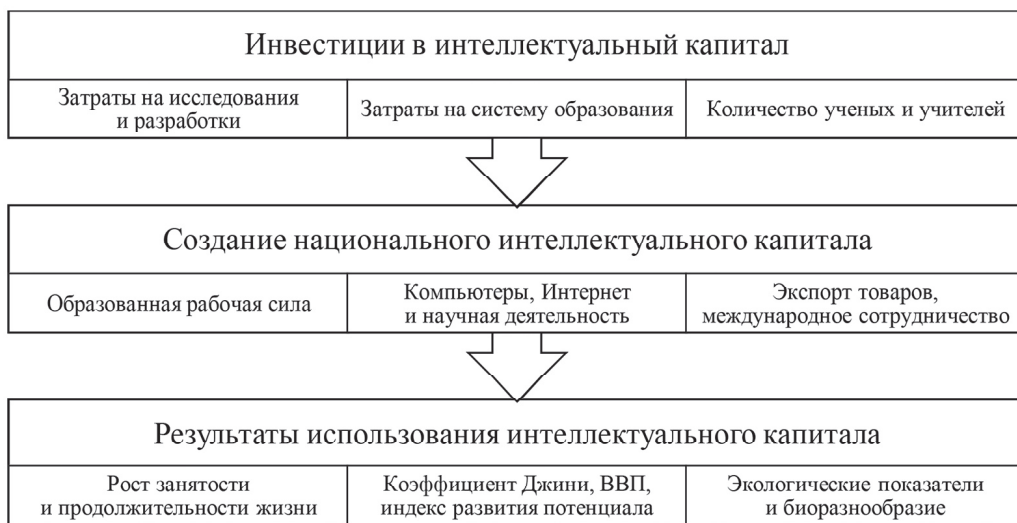 Инвестиции в интеллектуальный капитал
Затраты на исследования
и разработки
Затраты на систему образования
Количество ученых и учителей
Создание национального интеллектуального капитала
Образованная рабочая сила
Компьютеры, Интернет
и научная деятельность
Экспорт товаров,
международное сотрудничество
Результаты использования интеллектуального капитала
Рост занятости
и продолжительности жизни
Коэффициент Джини, ВВП,
индекс развития потенциала
Экологические показатели
и биоразнообразие